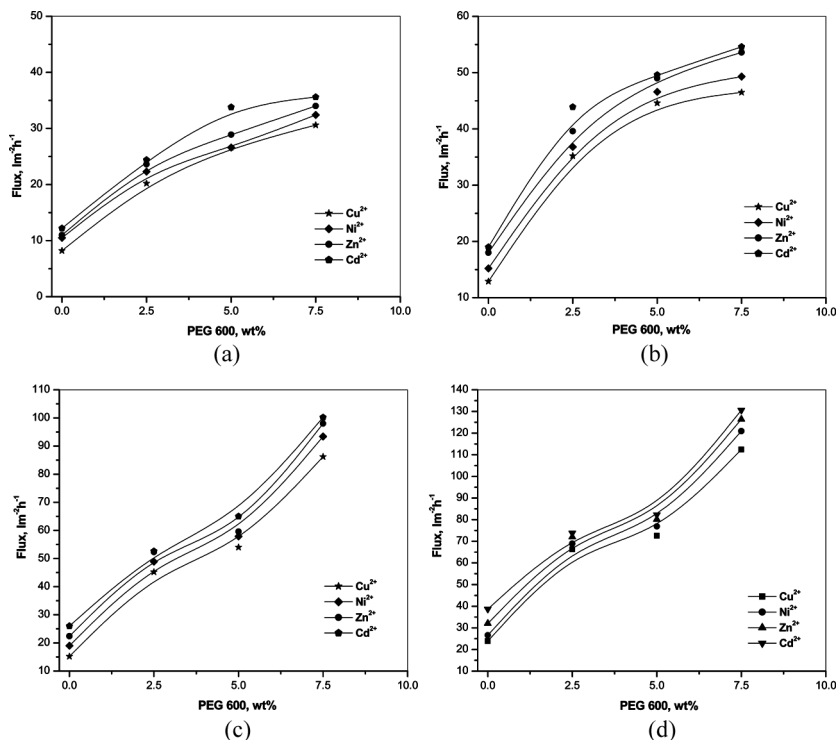 50
40
30
20
10
0
Flux, lm⁻²h⁻¹
Cu²⁺
Ni²⁺
Zn²⁺
Cd²⁺
0.0 2.5 5.0 7.5 10.0
PEG 600, wt%
(a)
60
50
40
30
20
10
Flux, lm⁻²h⁻¹
Cu²⁺
Ni²⁺
Zn²⁺
Cd²⁺
0.0 2.5 5.0 7.5 10.0
PEG 600, wt%
(b)
110
100
90
80
70
60
50
40
30
20
10
Flux, lm⁻²h⁻¹
Cu²⁺
Ni²⁺
Zn²⁺
Cd²⁺
0.0 2.5 5.0 7.5 10.0
PEG 600, wt%
(c)
140
130
120
110
100
90
80
70
60
50
40
30
20
10
Flux, lm⁻²h⁻¹
Cu²⁺
Ni²⁺
Zn²⁺
Cd²⁺
0.0 2.5 5.0 7.5 10.0
PEG 600, wt%
(d)